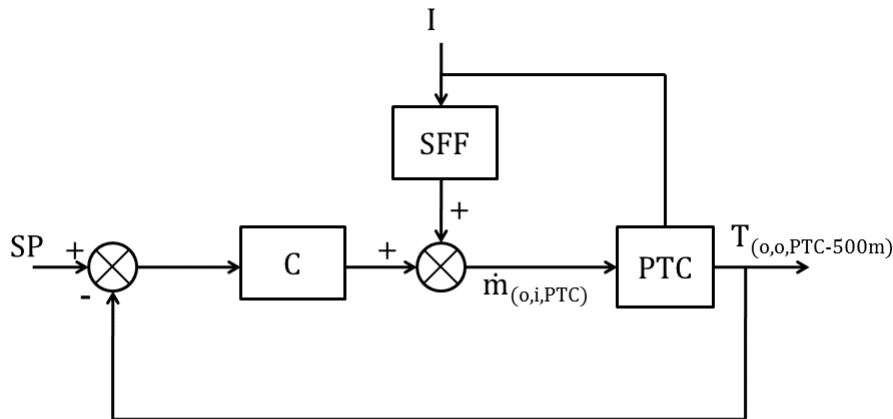 I
SFF
+
SP
+
-
C
+
ṁ(o,i,PTC)
PTC
T(o,o,PTC-500m)